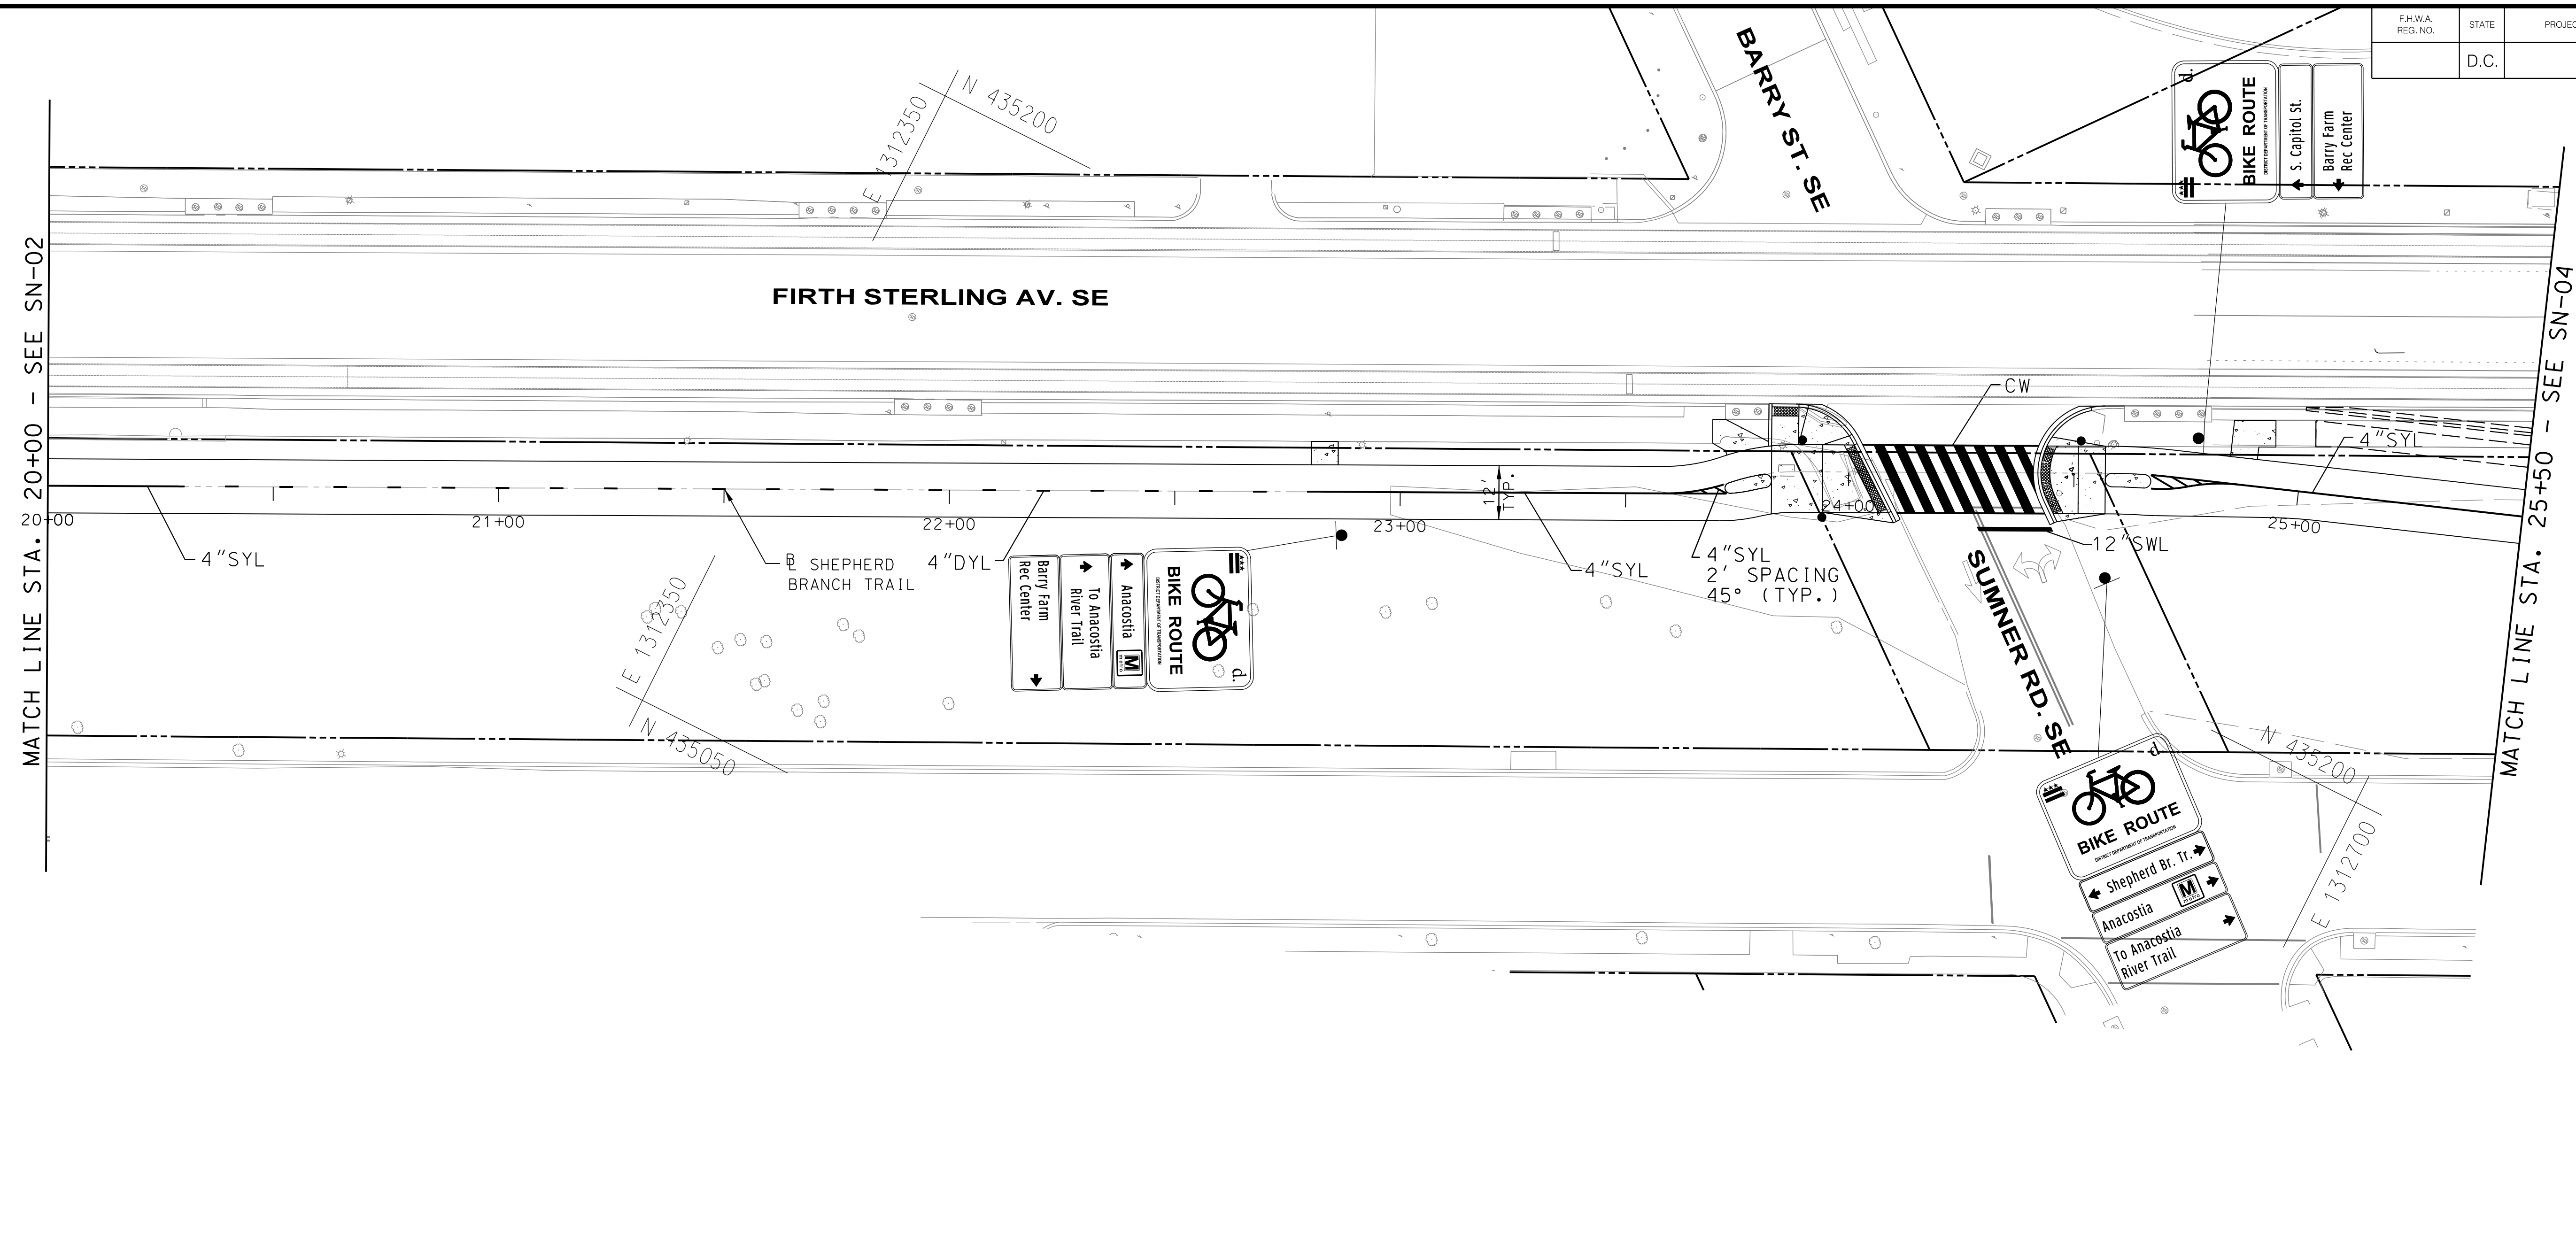 F.H.W.A.
REG. NO.
STATE
D.C.
BARRY ST. SE
N 435200
E 1312350
d.
BIKE ROUTE
DISTRICT DEPARTMENT OF TRANSPORTATION
S. Capitol St.
Barry Farm
Rec Center
MATCH LINE STA. 20+00 - SEE SN-02
FIRTH STERLING AV. SE
MATCH LINE STA. 25+50 - SEE SN-04
CW
4"SYL
12'
TYP.
20+00
21+00
22+00
23+00
24+00
25+00
4"SYL
BL SHEPHERD
BRANCH TRAIL
4"DYL
4"SYL
4"SYL
2' SPACING
45° (TYP.)
12"SWL
SUMNER RD. SE
d.
BIKE ROUTE
DISTRICT DEPARTMENT OF TRANSPORTATION
Anacostia
M
metro
To Anacostia
River Trail
Barry Farm
Rec Center
E 1312350
N 435050
N 435200
E 1312700
d.
BIKE ROUTE
DISTRICT DEPARTMENT OF TRANSPORTATION
Shepherd Br. Tr.
Anacostia
M
metro
To Anacostia
River Trail